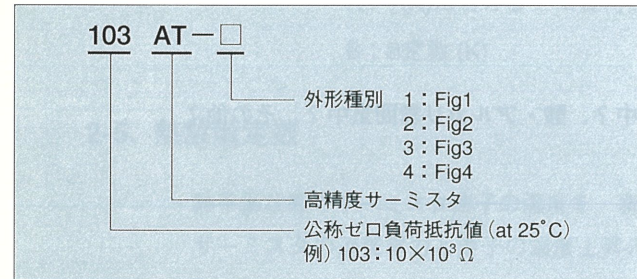 103 AT－□
外形種別 1：Fig1
2：Fig2
3：Fig3
4：Fig4
高精度サーミスタ
公称ゼロ負荷抵抗値(at 25˚C)
例) 103：10×10³Ω